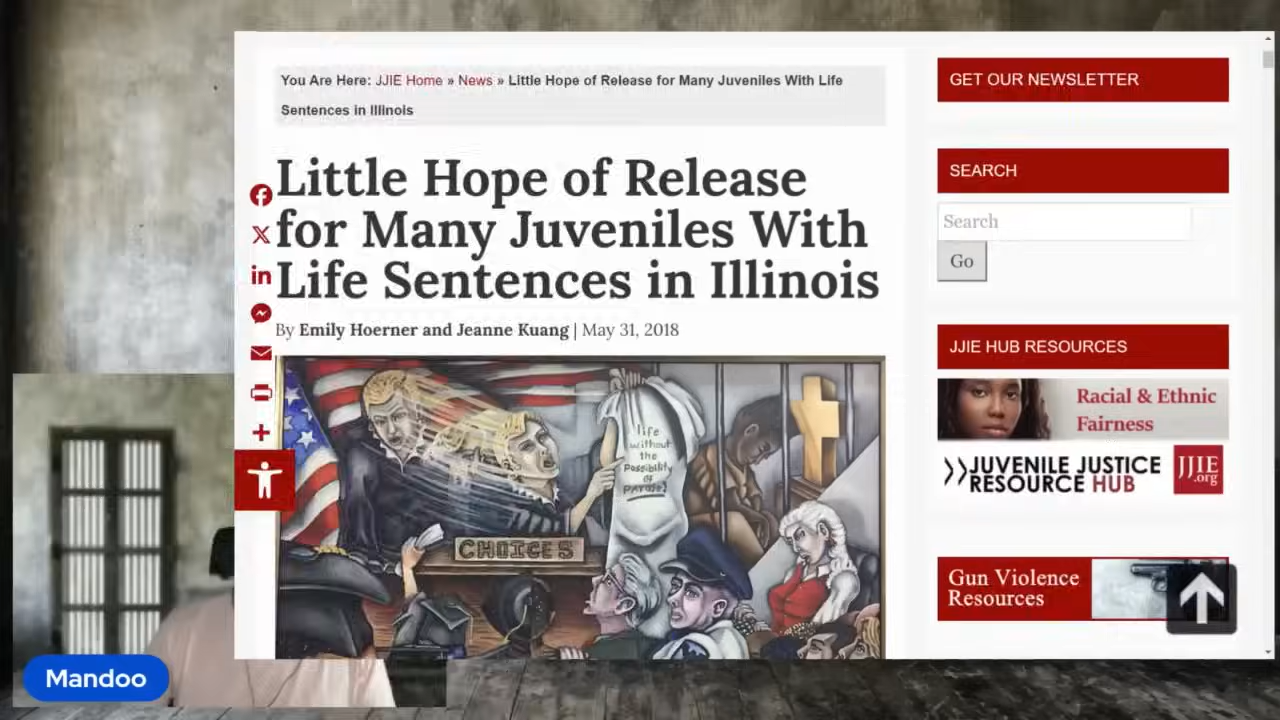 You Are Here: JJIE Home » News » Little Hope of Release for Many Juveniles With Life
Sentences in Illinois
Little Hope of Release
for Many Juveniles With
Life Sentences in Illinois
By Emily Hoerner and Jeanne Kuang | May 31, 2018
life
without
the
Possibility
of
PAROLE!
CHOICES
GET OUR NEWSLETTER
SEARCH
Search
Go
JJIE HUB RESOURCES
Racial & Ethnic
Fairness
JUVENILE JUSTICE
RESOURCE HUB
JJIE
.org
Gun Violence
Resources
Mandoo